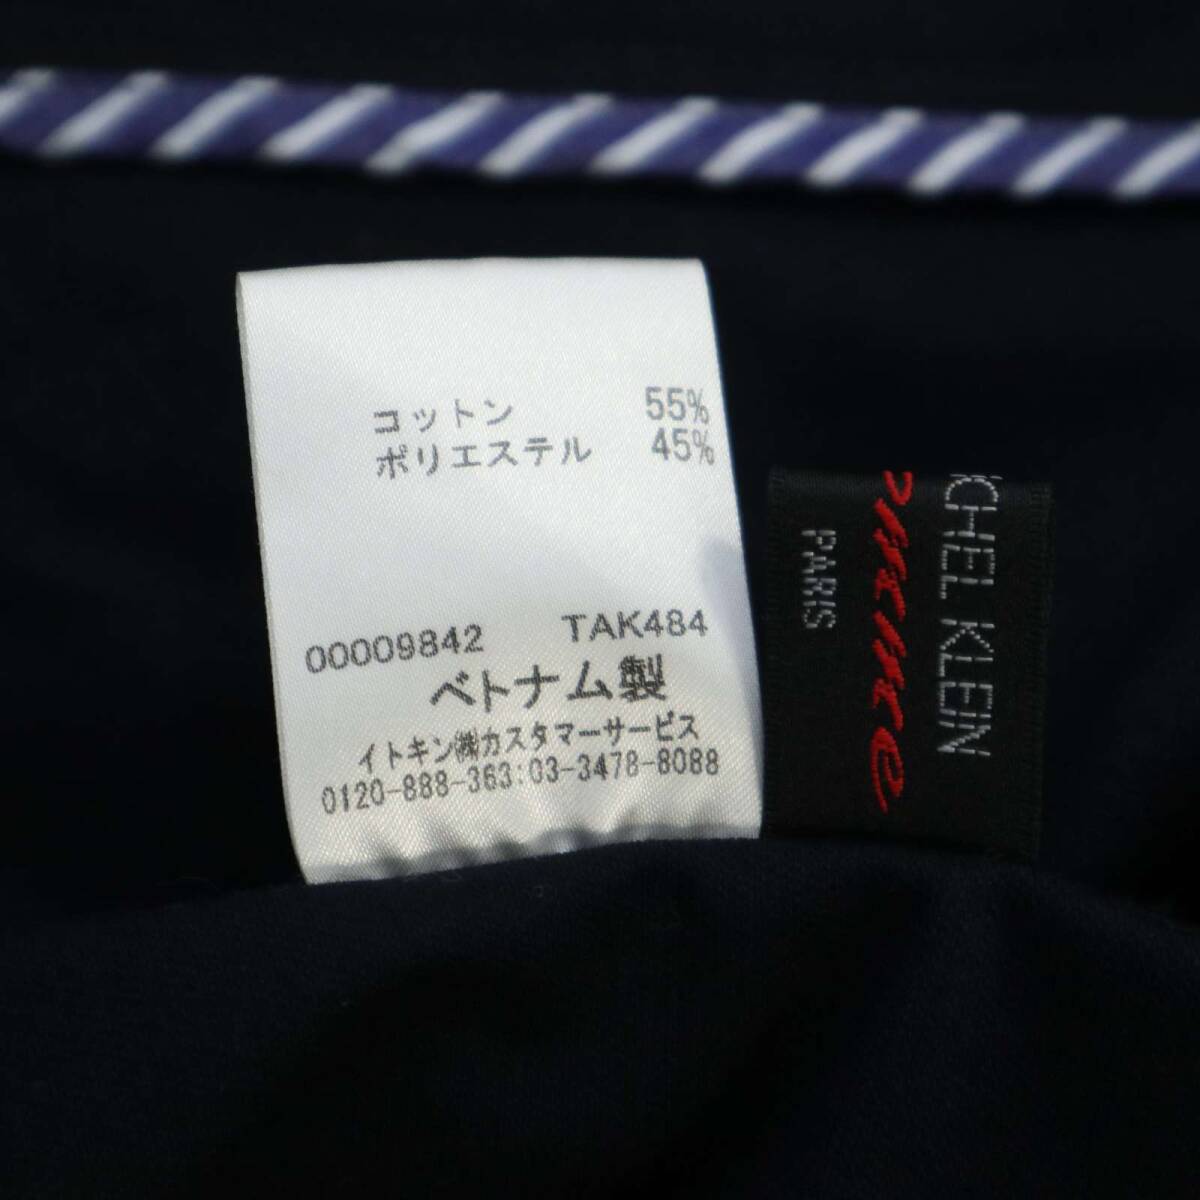 コットン 55%
ポリエステル 45%
00009842 TAK484
ベトナム製
イトキン㈱カスタマーサービス
0120-888-363:03-3478-8088
CHEL KLEIN
PARIS